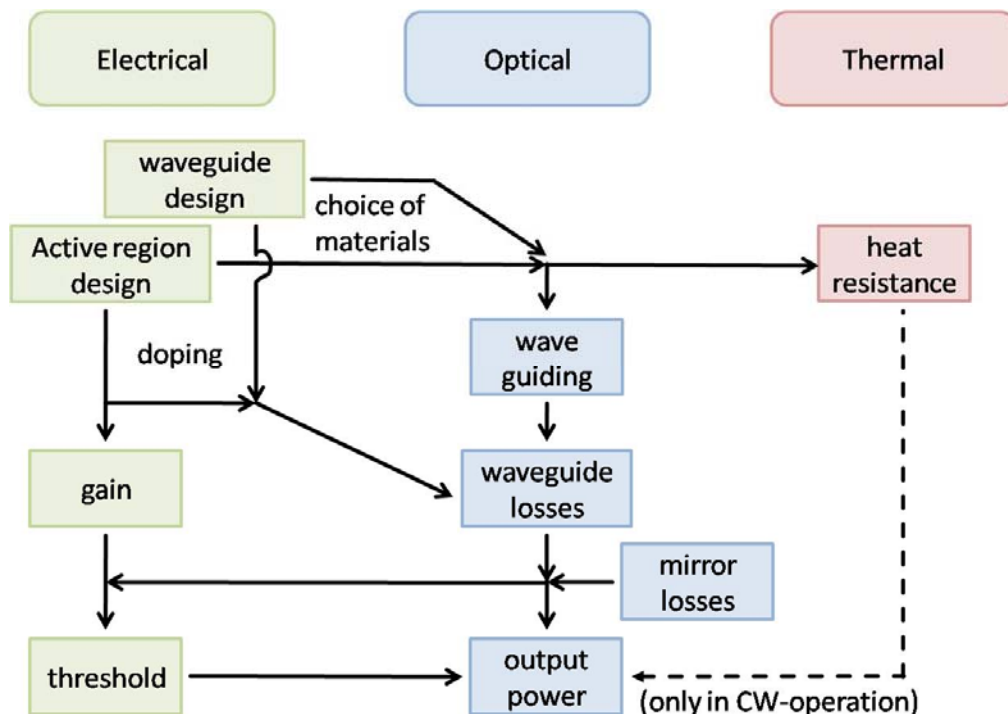 Electrical
Optical
Thermal
waveguide
design
choice of
materials
Active region
design
heat
resistance
doping
wave
guiding
gain
waveguide
losses
mirror
losses
threshold
output
power
(only in CW-operation)